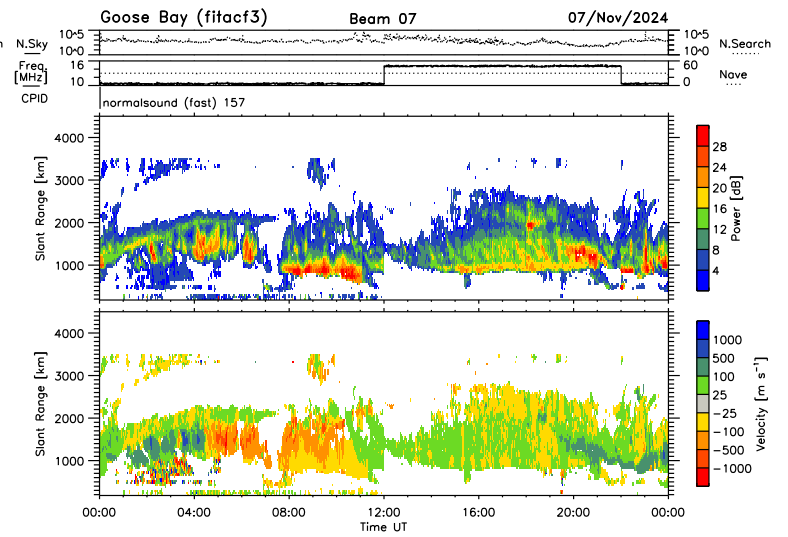 Goose Bay (fitacf3) Beam 07 07/Nov/2024
n N.Sky 10^5 10^0 10^5 10^0 N.Search
Freq. [MHz] 16 10 60 0 Nave
CPID normalsound (fast) 157
Slant Range [km] 4000 3000 2000 1000
Power [dB] 28 24 20 16 12 8 4
Slant Range [km] 4000 3000 2000 1000
Velocity [m s⁻¹] 1000 500 100 25 −25 −100 −500 −1000
00:00 04:00 08:00 12:00 16:00 20:00 00:00
Time UT